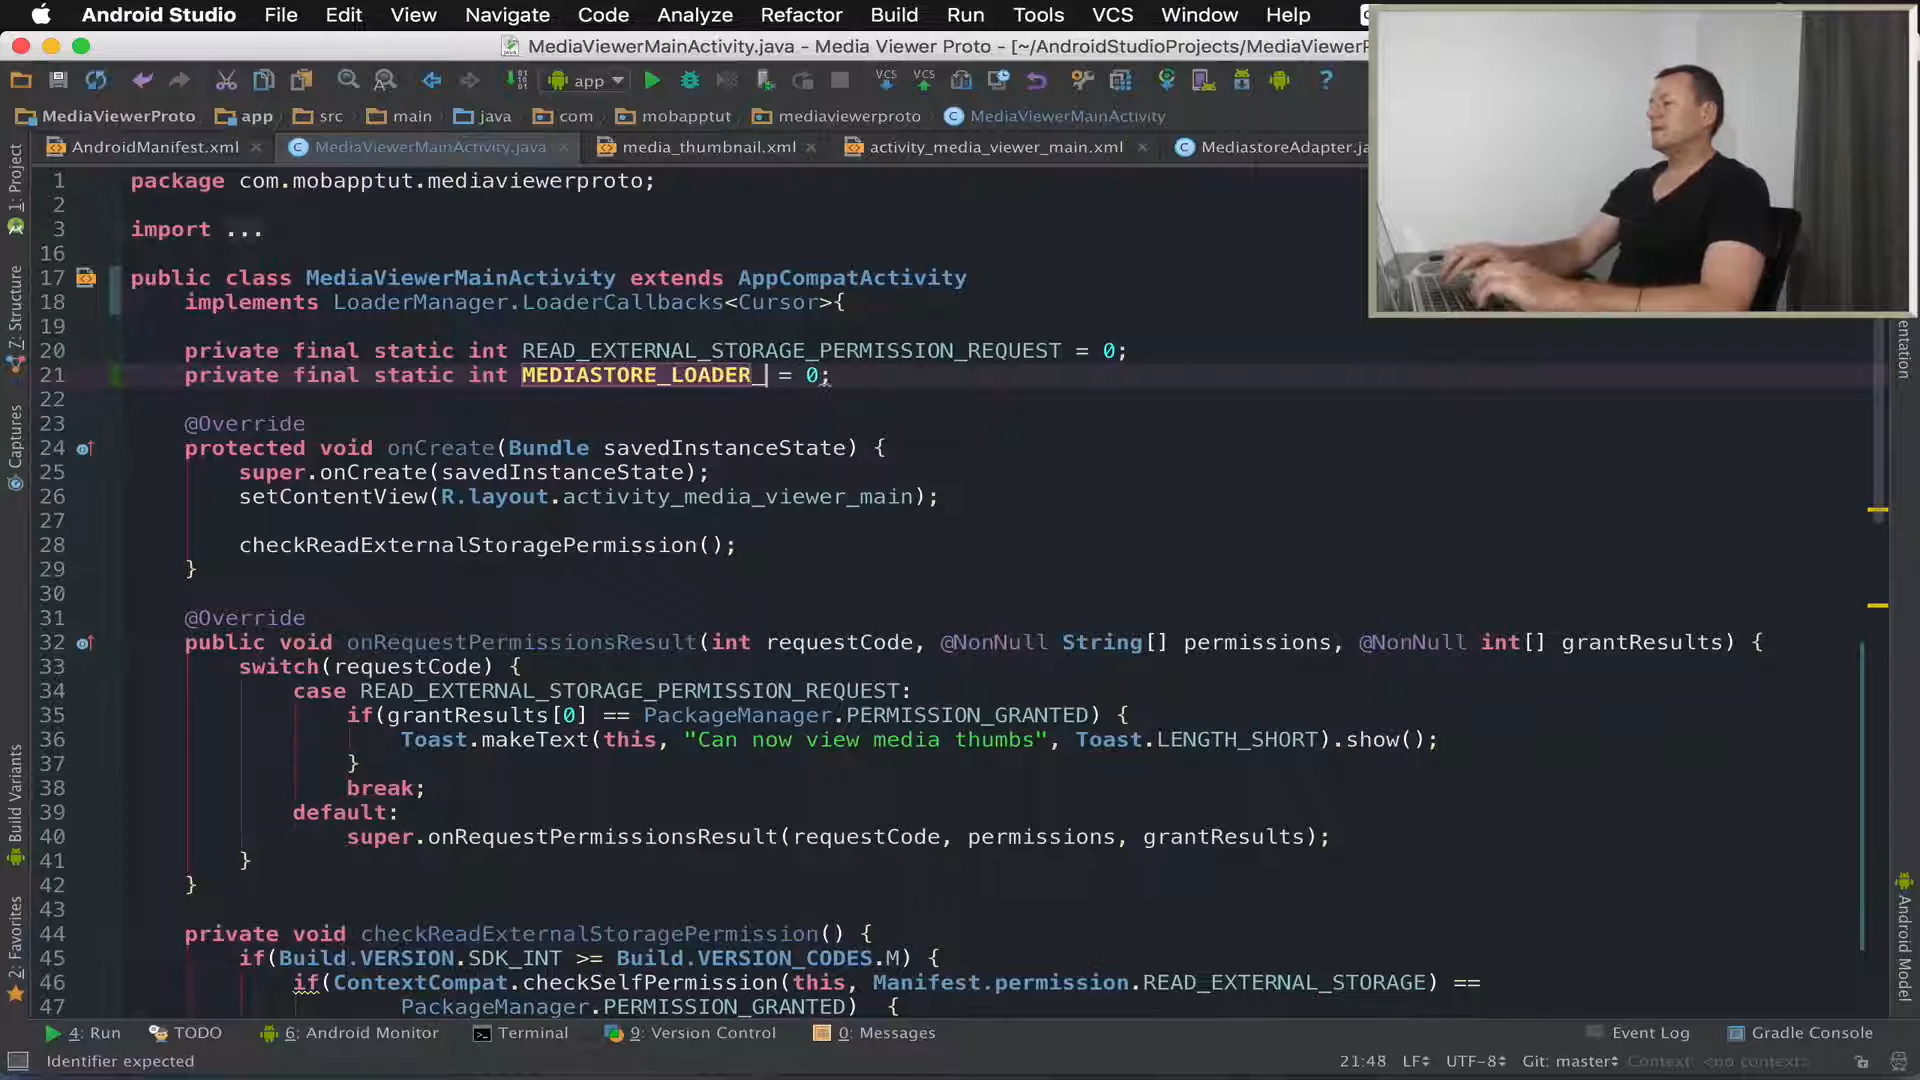 Android Studio File Edit View Navigate Code Analyze Refactor Build Run Tools VCS Window Help
MediaViewerMainActivity.java - Media Viewer Proto - [~/AndroidStudioProjects/MediaViewerP
app VCS VCS ?
MediaViewerProto app src main java com mobapptut mediaviewerproto MediaViewerMainActivity
AndroidManifest.xml MediaViewerMainActivity.java media_thumbnail.xml activity_media_viewer_main.xml MediastoreAdapter.ja
1 package com.mobapptut.mediaviewerproto;
2
3 import ...
16
17 public class MediaViewerMainActivity extends AppCompatActivity
18 implements LoaderManager.LoaderCallbacks<Cursor>{
19
20 private final static int READ_EXTERNAL_STORAGE_PERMISSION_REQUEST = 0;
21 private final static int MEDIASTORE_LOADER_ = 0;
22
23 @Override
24 protected void onCreate(Bundle savedInstanceState) {
25 super.onCreate(savedInstanceState);
26 setContentView(R.layout.activity_media_viewer_main);
27
28 checkReadExternalStoragePermission();
29 }
30
31 @Override
32 public void onRequestPermissionsResult(int requestCode, @NonNull String[] permissions, @NonNull int[] grantResults) {
33 switch(requestCode) {
34 case READ_EXTERNAL_STORAGE_PERMISSION_REQUEST:
35 if(grantResults[0] == PackageManager.PERMISSION_GRANTED) {
36 Toast.makeText(this, "Can now view media thumbs", Toast.LENGTH_SHORT).show();
37 }
38 break;
39 default:
40 super.onRequestPermissionsResult(requestCode, permissions, grantResults);
41 }
42 }
43
44 private void checkReadExternalStoragePermission() {
45 if(Build.VERSION.SDK_INT >= Build.VERSION_CODES.M) {
46 if(ContextCompat.checkSelfPermission(this, Manifest.permission.READ_EXTERNAL_STORAGE) ==
47 PackageManager.PERMISSION_GRANTED) {
1: Project
7: Structure
Captures
Build Variants
2: Favorites
entation
Android Model
4: Run TODO 6: Android Monitor Terminal 9: Version Control 0: Messages Event Log Gradle Console
Identifier expected 21:48 LF UTF-8 Git: master Context: <no context>